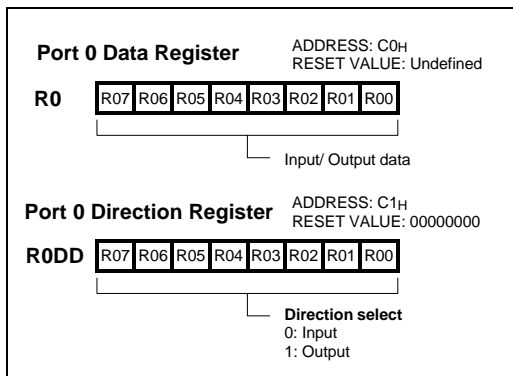 Port 0 Data Register
ADDRESS: C0H
RESET VALUE: Undefined
R0
R07 R06 R05 R04 R03 R02 R01 R00
Input/ Output data
Port 0 Direction Register
ADDRESS: C1H
RESET VALUE: 00000000
R0DD
R07 R06 R05 R04 R03 R02 R01 R00
Direction select
0: Input
1: Output